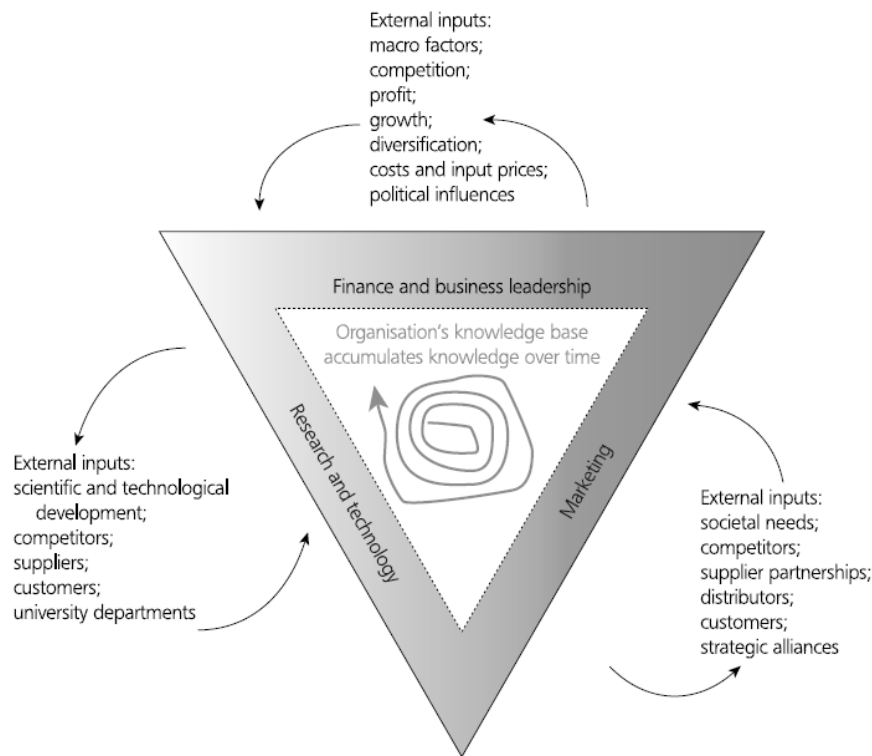 External inputs:
macro factors;
competition;
profit;
growth;
diversification;
costs and input prices;
political influences
Finance and business leadership
Organisation's knowledge base
accumulates knowledge over time
Research and technology
Marketing
External inputs:
scientific and technological
development;
competitors;
suppliers;
customers;
university departments
External inputs:
societal needs;
competitors;
supplier partnerships;
distributors;
customers;
strategic alliances